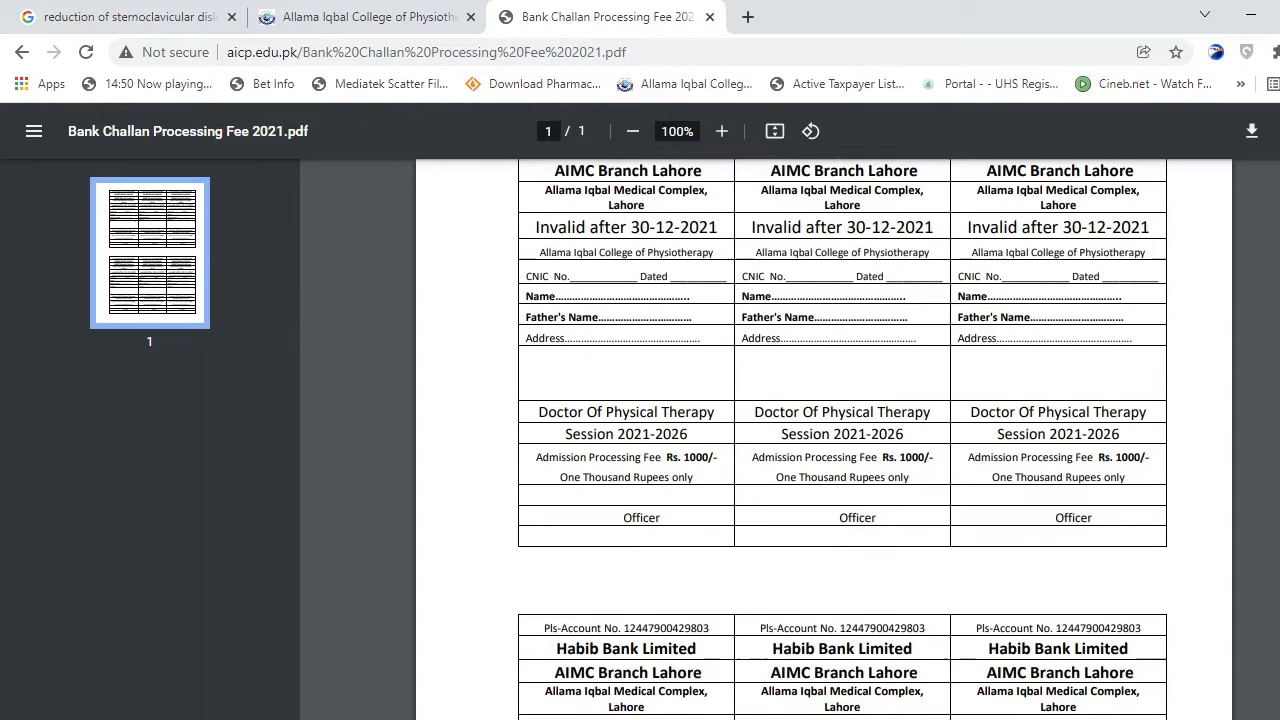 reduction of sternoclavicular disl
Allama Iqbal College of Physiothe
Bank Challan Processing Fee 202
Not secure
aicp.edu.pk/Bank%20Challan%20Processing%20Fee%202021.pdf
Apps
14:50 Now playing...
Bet Info
Mediatek Scatter Fil...
Download Pharmac...
Allama Iqbal Colleg...
Active Taxpayer List...
Portal - - UHS Regis...
Cineb.net - Watch F...
»
Bank Challan Processing Fee 2021.pdf
1 / 1
100%
1
AIMC Branch Lahore AIMC Branch Lahore AIMC Branch Lahore
Allama Iqbal Medical Complex, Allama Iqbal Medical Complex, Allama Iqbal Medical Complex,
Lahore Lahore Lahore
Invalid after 30-12-2021 Invalid after 30-12-2021 Invalid after 30-12-2021
Allama Iqbal College of Physiotherapy Allama Iqbal College of Physiotherapy Allama Iqbal College of Physiotherapy
CNIC No.____________ Dated __________ CNIC No.____________ Dated __________ CNIC No.____________ Dated __________
Name……………………………………….. Name……………………………………….. Name………………………………………..
Father's Name…………………………… Father's Name…………………………… Father's Name……………………………
Address………………………………………… Address………………………………………… Address…………………………………………
Doctor Of Physical Therapy Doctor Of Physical Therapy Doctor Of Physical Therapy
Session 2021-2026 Session 2021-2026 Session 2021-2026
Admission Processing Fee Rs. 1000/- Admission Processing Fee Rs. 1000/- Admission Processing Fee Rs. 1000/-
One Thousand Rupees only One Thousand Rupees only One Thousand Rupees only
Officer Officer Officer
Pls-Account No. 12447900429803 Pls-Account No. 12447900429803 Pls-Account No. 12447900429803
Habib Bank Limited Habib Bank Limited Habib Bank Limited
AIMC Branch Lahore AIMC Branch Lahore AIMC Branch Lahore
Allama Iqbal Medical Complex, Allama Iqbal Medical Complex, Allama Iqbal Medical Complex,
Lahore Lahore Lahore